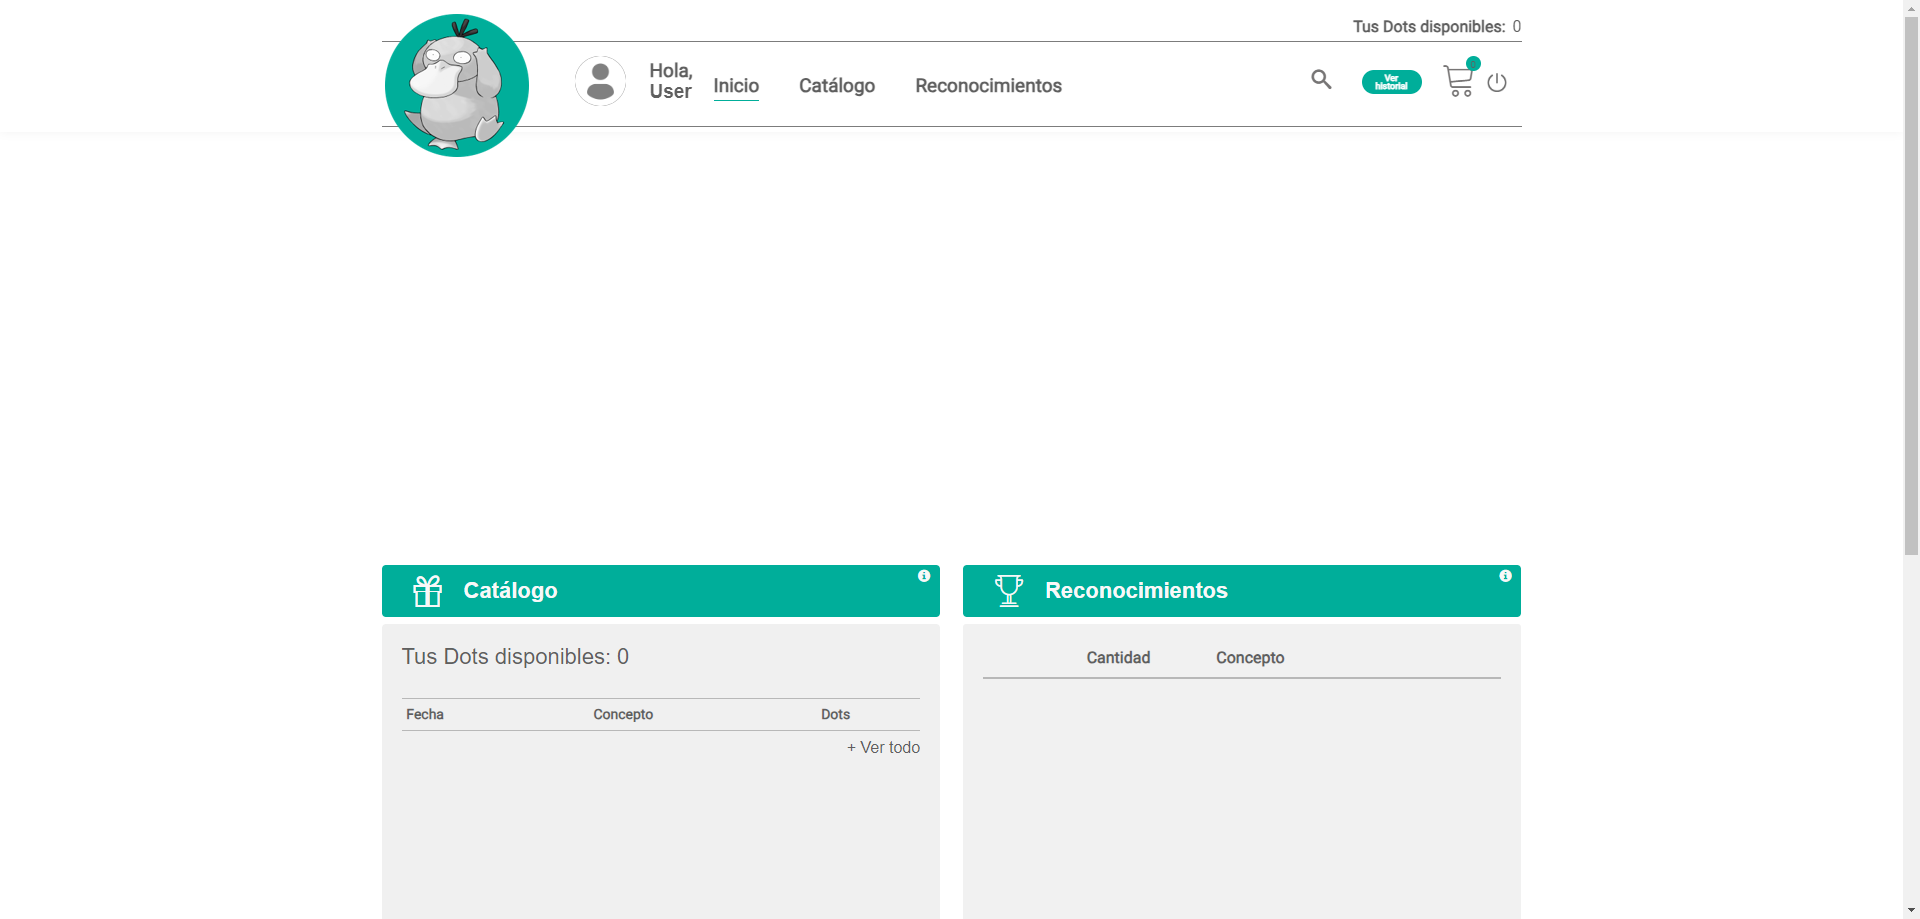 Tus Dots disponibles: 0
Hola,
User
Inicio
Catálogo
Reconocimientos
Ver
historial
Catálogo
Reconocimientos
Tus Dots disponibles: 0
Fecha Concepto Dots
+ Ver todo
Cantidad Concepto